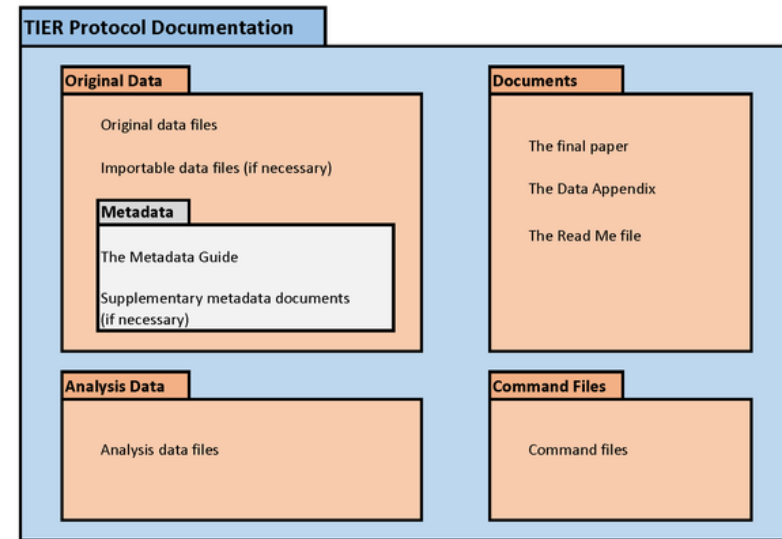 TIER Protocol Documentation
Original Data
Original data files
Importable data files (if necessary)
Metadata
The Metadata Guide
Supplementary metadata documents
(if necessary)
Documents
The final paper
The Data Appendix
The Read Me file
Analysis Data
Analysis data files
Command Files
Command files